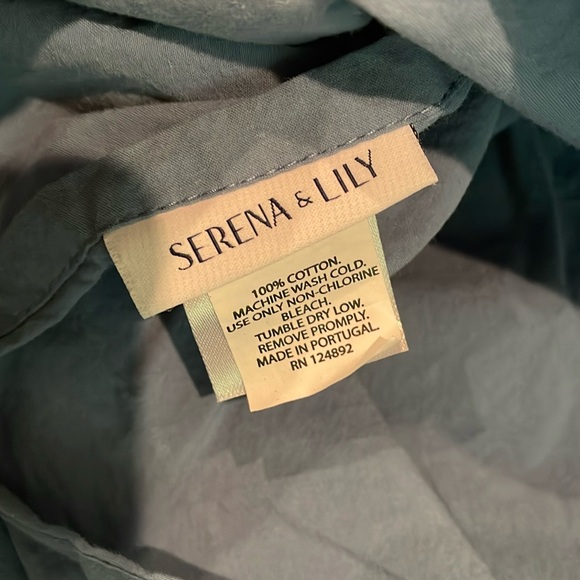 SERENA & LILY
100% COTTON.
MACHINE WASH COLD.
USE ONLY NON-CHLORINE
BLEACH.
TUMBLE DRY LOW.
REMOVE PROMPLY.
MADE IN PORTUGAL.
RN 124892